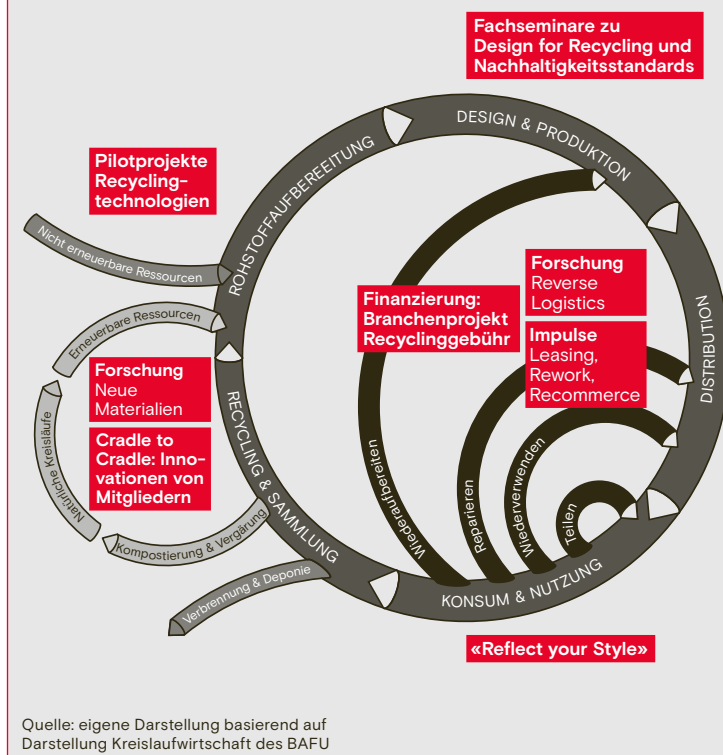 Fachseminare zu
Design for Recycling und
Nachhaltigkeitsstandards
DESIGN & PRODUKTION
ROHSTOFFAUFBEREITUNG
Pilotprojekte
Recycling-
technologien
Nicht erneuerbare Ressourcen
Erneuerbare Ressourcen
Forschung
Reverse
Logistics
Finanzierung:
Branchenprojekt
Recyclinggebühr
Impulse
Leasing,
Rework,
Recommerce
DISTRIBUTION
Forschung
Neue
Materialien
Cradle to
Cradle: Inno-
vationen von
Mitgliedern
Natürliche Kreisläufe
RECYCLING & SAMMLUNG
Kompostierung & Vergärung
Verbrennung & Deponie
Wiederaufbereiten
Reparieren
Wiederverwenden
Teilen
KONSUM & NUTZUNG
«Reflect your Style»
Quelle: eigene Darstellung basierend auf
Darstellung Kreislaufwirtschaft des BAFU